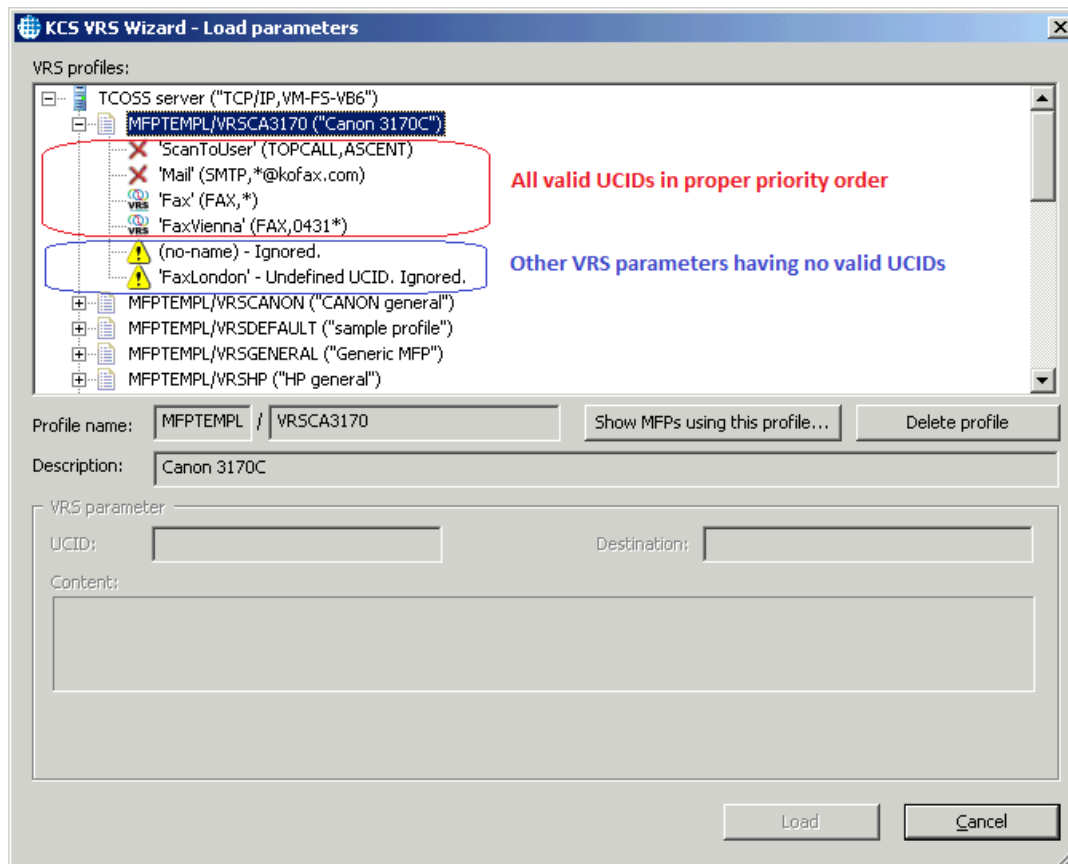 KCS VRS Wizard - Load parameters
VRS profiles:
TCOSS server ("TCP/IP,VM-FS-VB6")
MFPTEMPL/VRSCA3170 ("Canon 3170C")
'ScanToUser' (TOPCALL,ASCENT)
'Mail' (SMTP,*@kofax.com)
All valid UCIDs in proper priority order
VRS 'Fax' (FAX,*)
VRS 'FaxVienna' (FAX,0431*)
(no-name) - Ignored.
Other VRS parameters having no valid UCIDs
'FaxLondon' - Undefined UCID. Ignored.
MFPTEMPL/VRSCANON ("CANON general")
MFPTEMPL/VRSDEFAULT ("sample profile")
MFPTEMPL/VRSGENERAL ("Generic MFP")
MFPTEMPL/VRSHP ("HP general")
Profile name: MFPTEMPL / VRSCA3170 Show MFPs using this profile... Delete profile
Description: Canon 3170C
VRS parameter
UCID: Destination:
Content:
Load Cancel